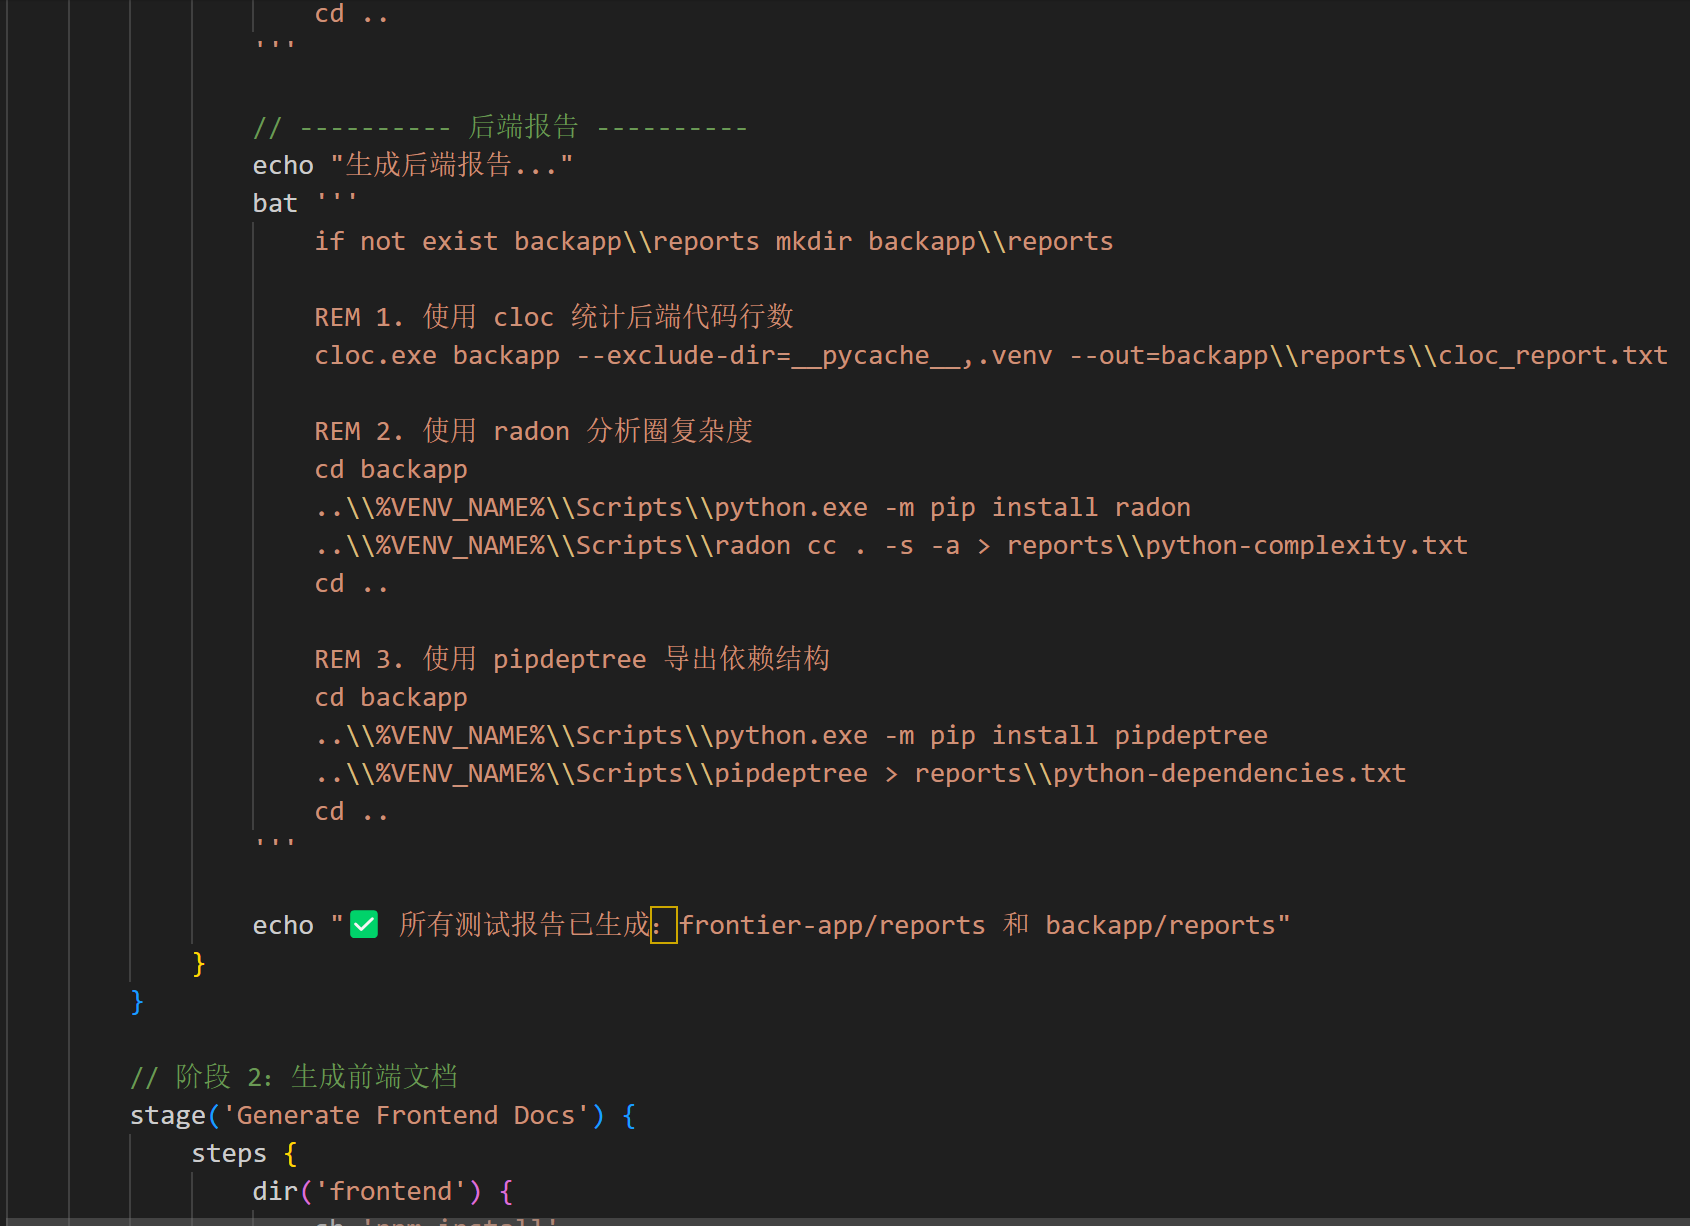 cd ..
'''
// ---------- 后端报告 ----------
echo "生成后端报告..."
bat '''
if not exist backapp\\reports mkdir backapp\\reports
REM 1. 使用 cloc 统计后端代码行数
cloc.exe backapp --exclude-dir=__pycache__,.venv --out=backapp\\reports\\cloc_report.txt
REM 2. 使用 radon 分析圈复杂度
cd backapp
..\\%VENV_NAME%\\Scripts\\python.exe -m pip install radon
..\\%VENV_NAME%\\Scripts\\radon cc . -s -a > reports\\python-complexity.txt
cd ..
REM 3. 使用 pipdeptree 导出依赖结构
cd backapp
..\\%VENV_NAME%\\Scripts\\python.exe -m pip install pipdeptree
..\\%VENV_NAME%\\Scripts\\pipdeptree > reports\\python-dependencies.txt
cd ..
'''
echo "✅ 所有测试报告已生成：frontier-app/reports 和 backapp/reports"
}
}
// 阶段 2：生成前端文档
stage('Generate Frontend Docs') {
steps {
dir('frontend') {
sh 'npm install'